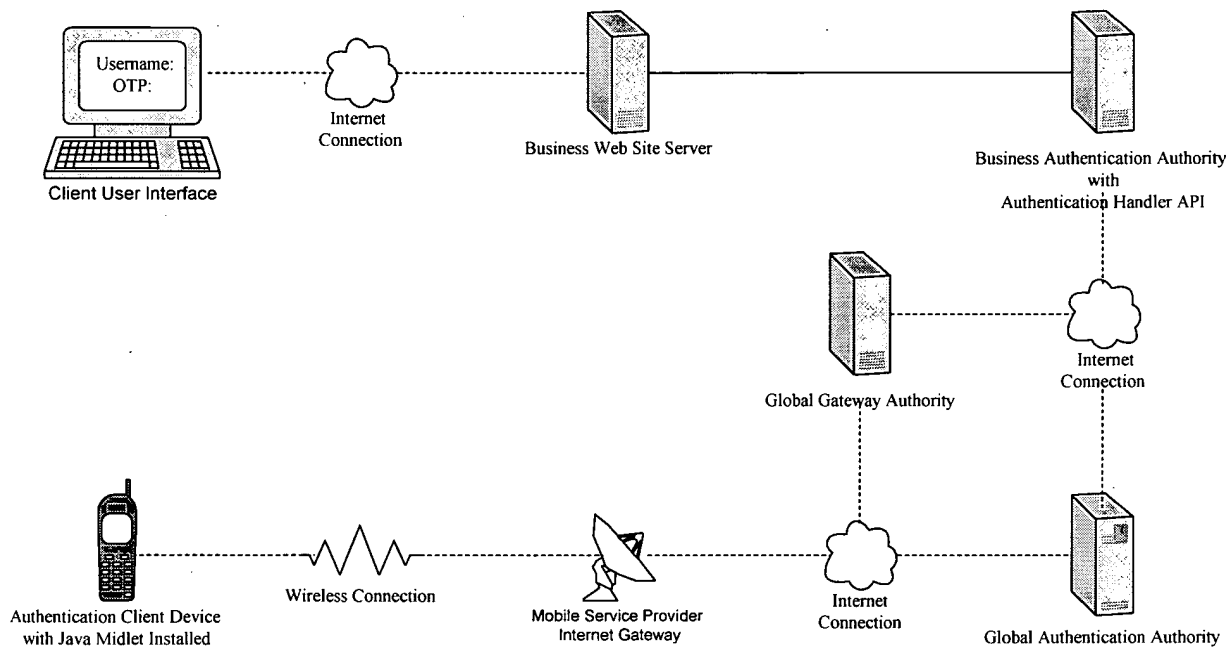 Username:
OTP:
Client User Interface
Internet
Connection
Business Web Site Server
Business Authentication Authority
with
Authentication Handler API
Global Gateway Authority
Internet
Connection
Authentication Client Device
with Java Midlet Installed
Wireless Connection
Mobile Service Provider
Internet Gateway
Internet
Connection
Global Authentication Authority